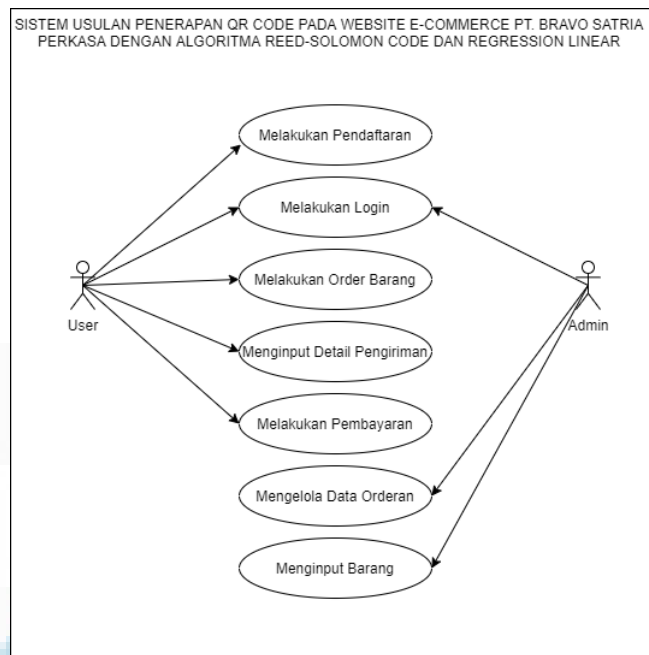 SISTEM USULAN PENERAPAN QR CODE PADA WEBSITE E-COMMERCE PT. BRAVO SATRIA
PERKASA DENGAN ALGORITMA REED-SOLOMON CODE DAN REGRESSION LINEAR
Melakukan Pendaftaran
Melakukan Login
Melakukan Order Barang
User
Admin
Menginput Detail Pengiriman
Melakukan Pembayaran
Mengelola Data Orderan
Menginput Barang